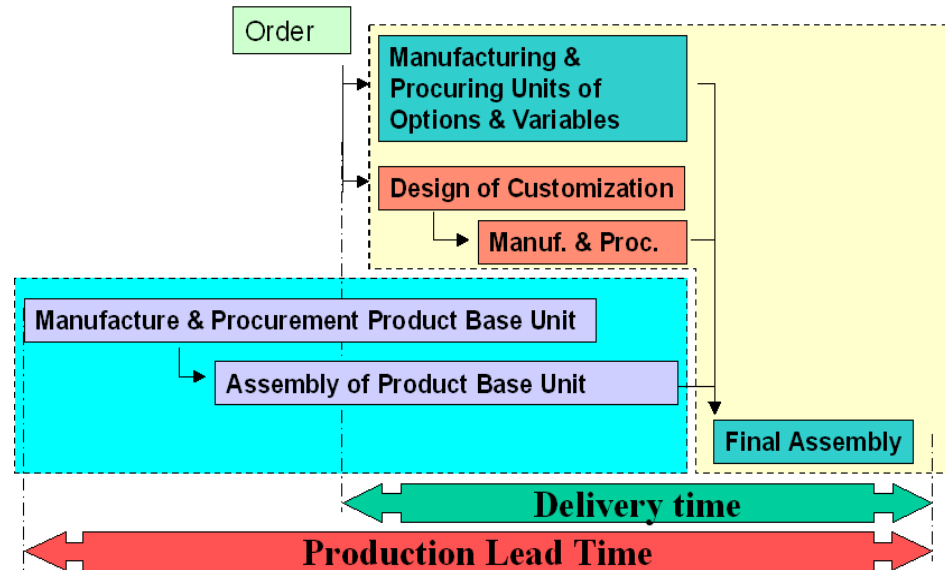 Order
Manufacturing &
Procuring Units of
Options & Variables
Design of Customization
Manuf. & Proc.
Manufacture & Procurement Product Base Unit
Assembly of Product Base Unit
Final Assembly
Delivery time
Production Lead Time